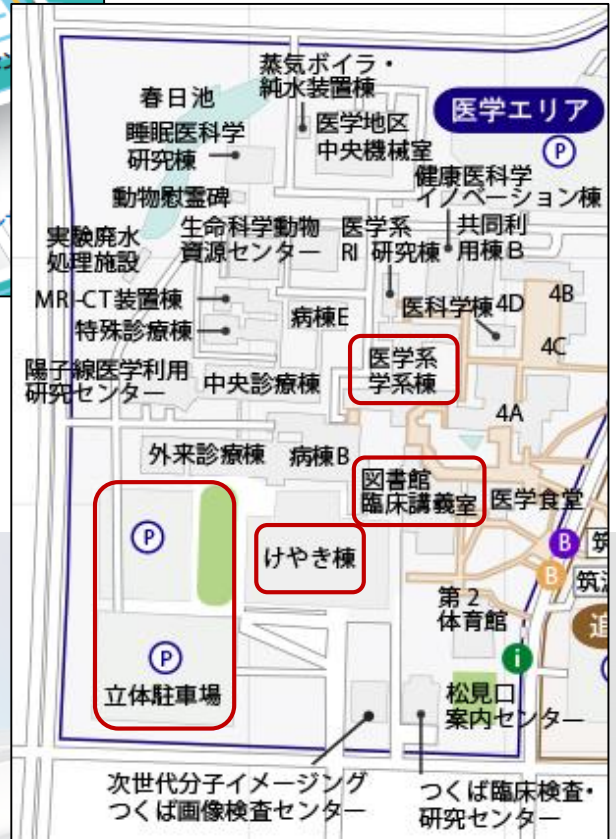 蒸気ボイラ・
純水装置棟
春日池
医学エリア
睡眠医科学
研究棟
医学地区
中央機械室
P
動物慰霊碑
健康医科学
イノベーション棟
実験廃水
処理施設
生命科学動物
資源センター
医学系
RI 研究棟
共同利
用棟B
MRI-CT装置棟
特殊診療棟
病棟E
医科学棟
4D
4B
4C
医学系
学系棟
陽子線医学利用
研究センター
中央診療棟
4A
外来診療棟
病棟B
図書館
臨床講義室
医学食堂
P
けやき棟
B
筑
B
筑波
第2
体育館
追
P
立体駐車場
i
松見口
案内センター
次世代分子イメージング
つくば画像検査センター
つくば臨床検査・
研究センター